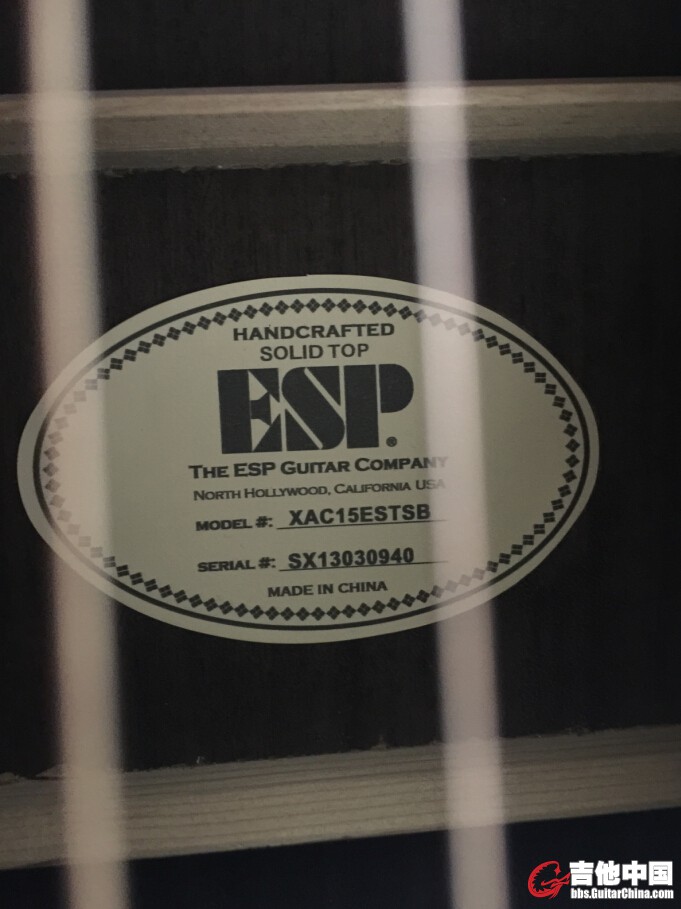 HANDCRAFTED
SOLID TOP
ESP®
THE ESP GUITAR COMPANY
NORTH HOLLYWOOD, CALIFORNIA USA
MODEL #: XAC15ESTSB
SERIAL #: SX13030940
MADE IN CHINA
吉他中国
bbs.GuitarChina.com